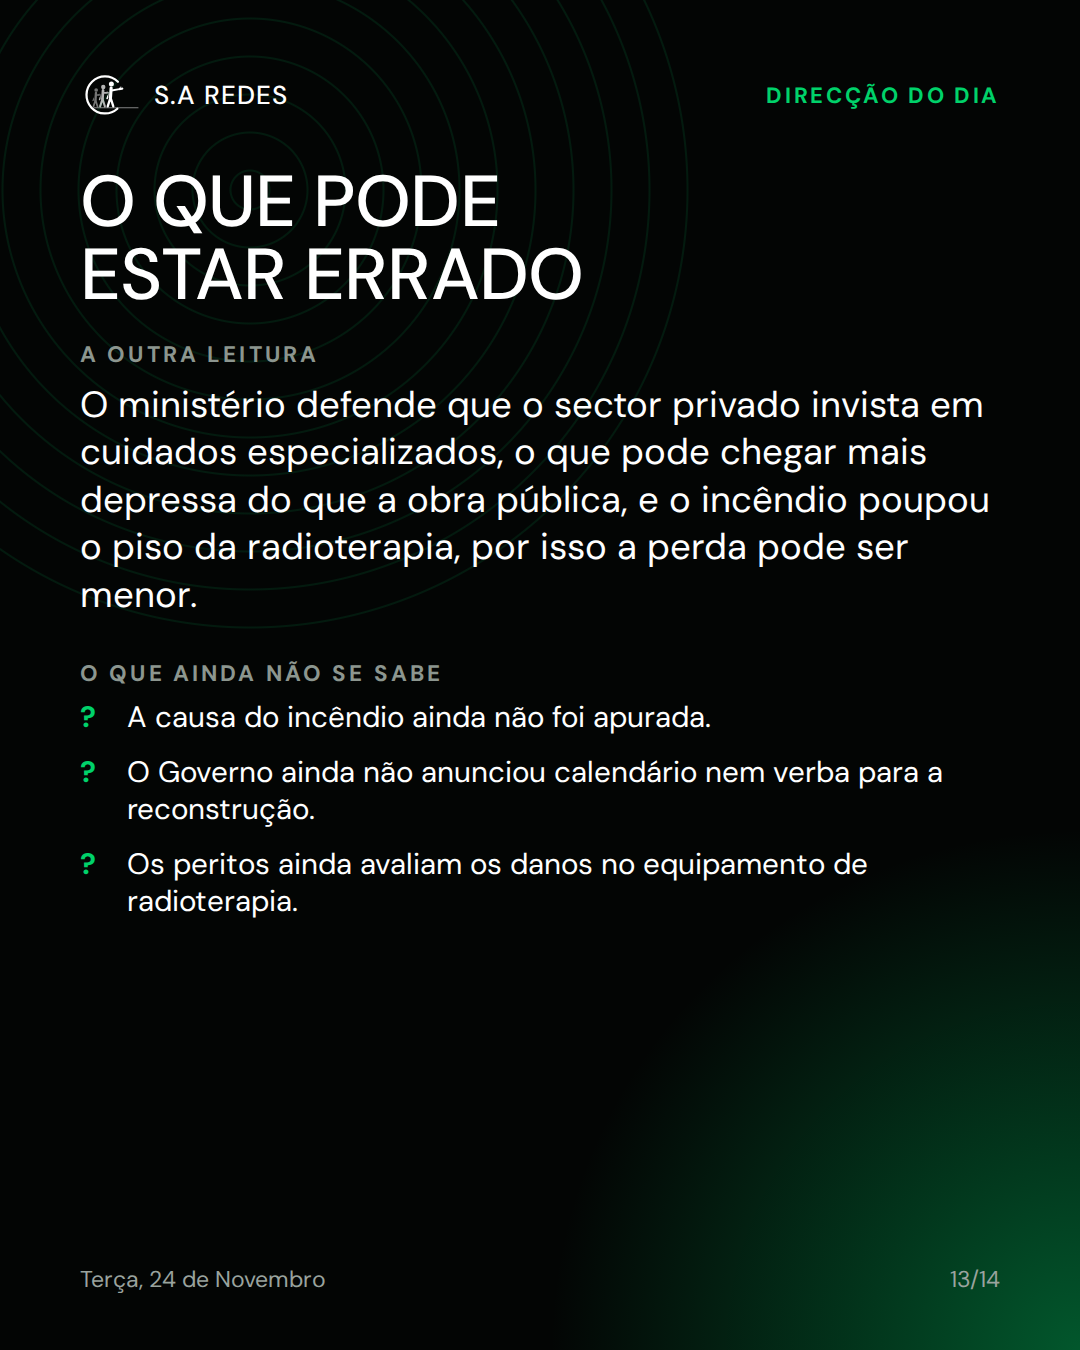 S.A REDES
DIRECÇÃO DO DIA
O QUE PODE
ESTAR ERRADO
A OUTRA LEITURA
O ministério defende que o sector privado invista em
cuidados especializados, o que pode chegar mais
depressa do que a obra pública, e o incêndio poupou
o piso da radioterapia, por isso a perda pode ser
menor.
O QUE AINDA NÃO SE SABE
? A causa do incêndio ainda não foi apurada.
? O Governo ainda não anunciou calendário nem verba para a
reconstrução.
? Os peritos ainda avaliam os danos no equipamento de
radioterapia.
Terça, 24 de Novembro
13/14